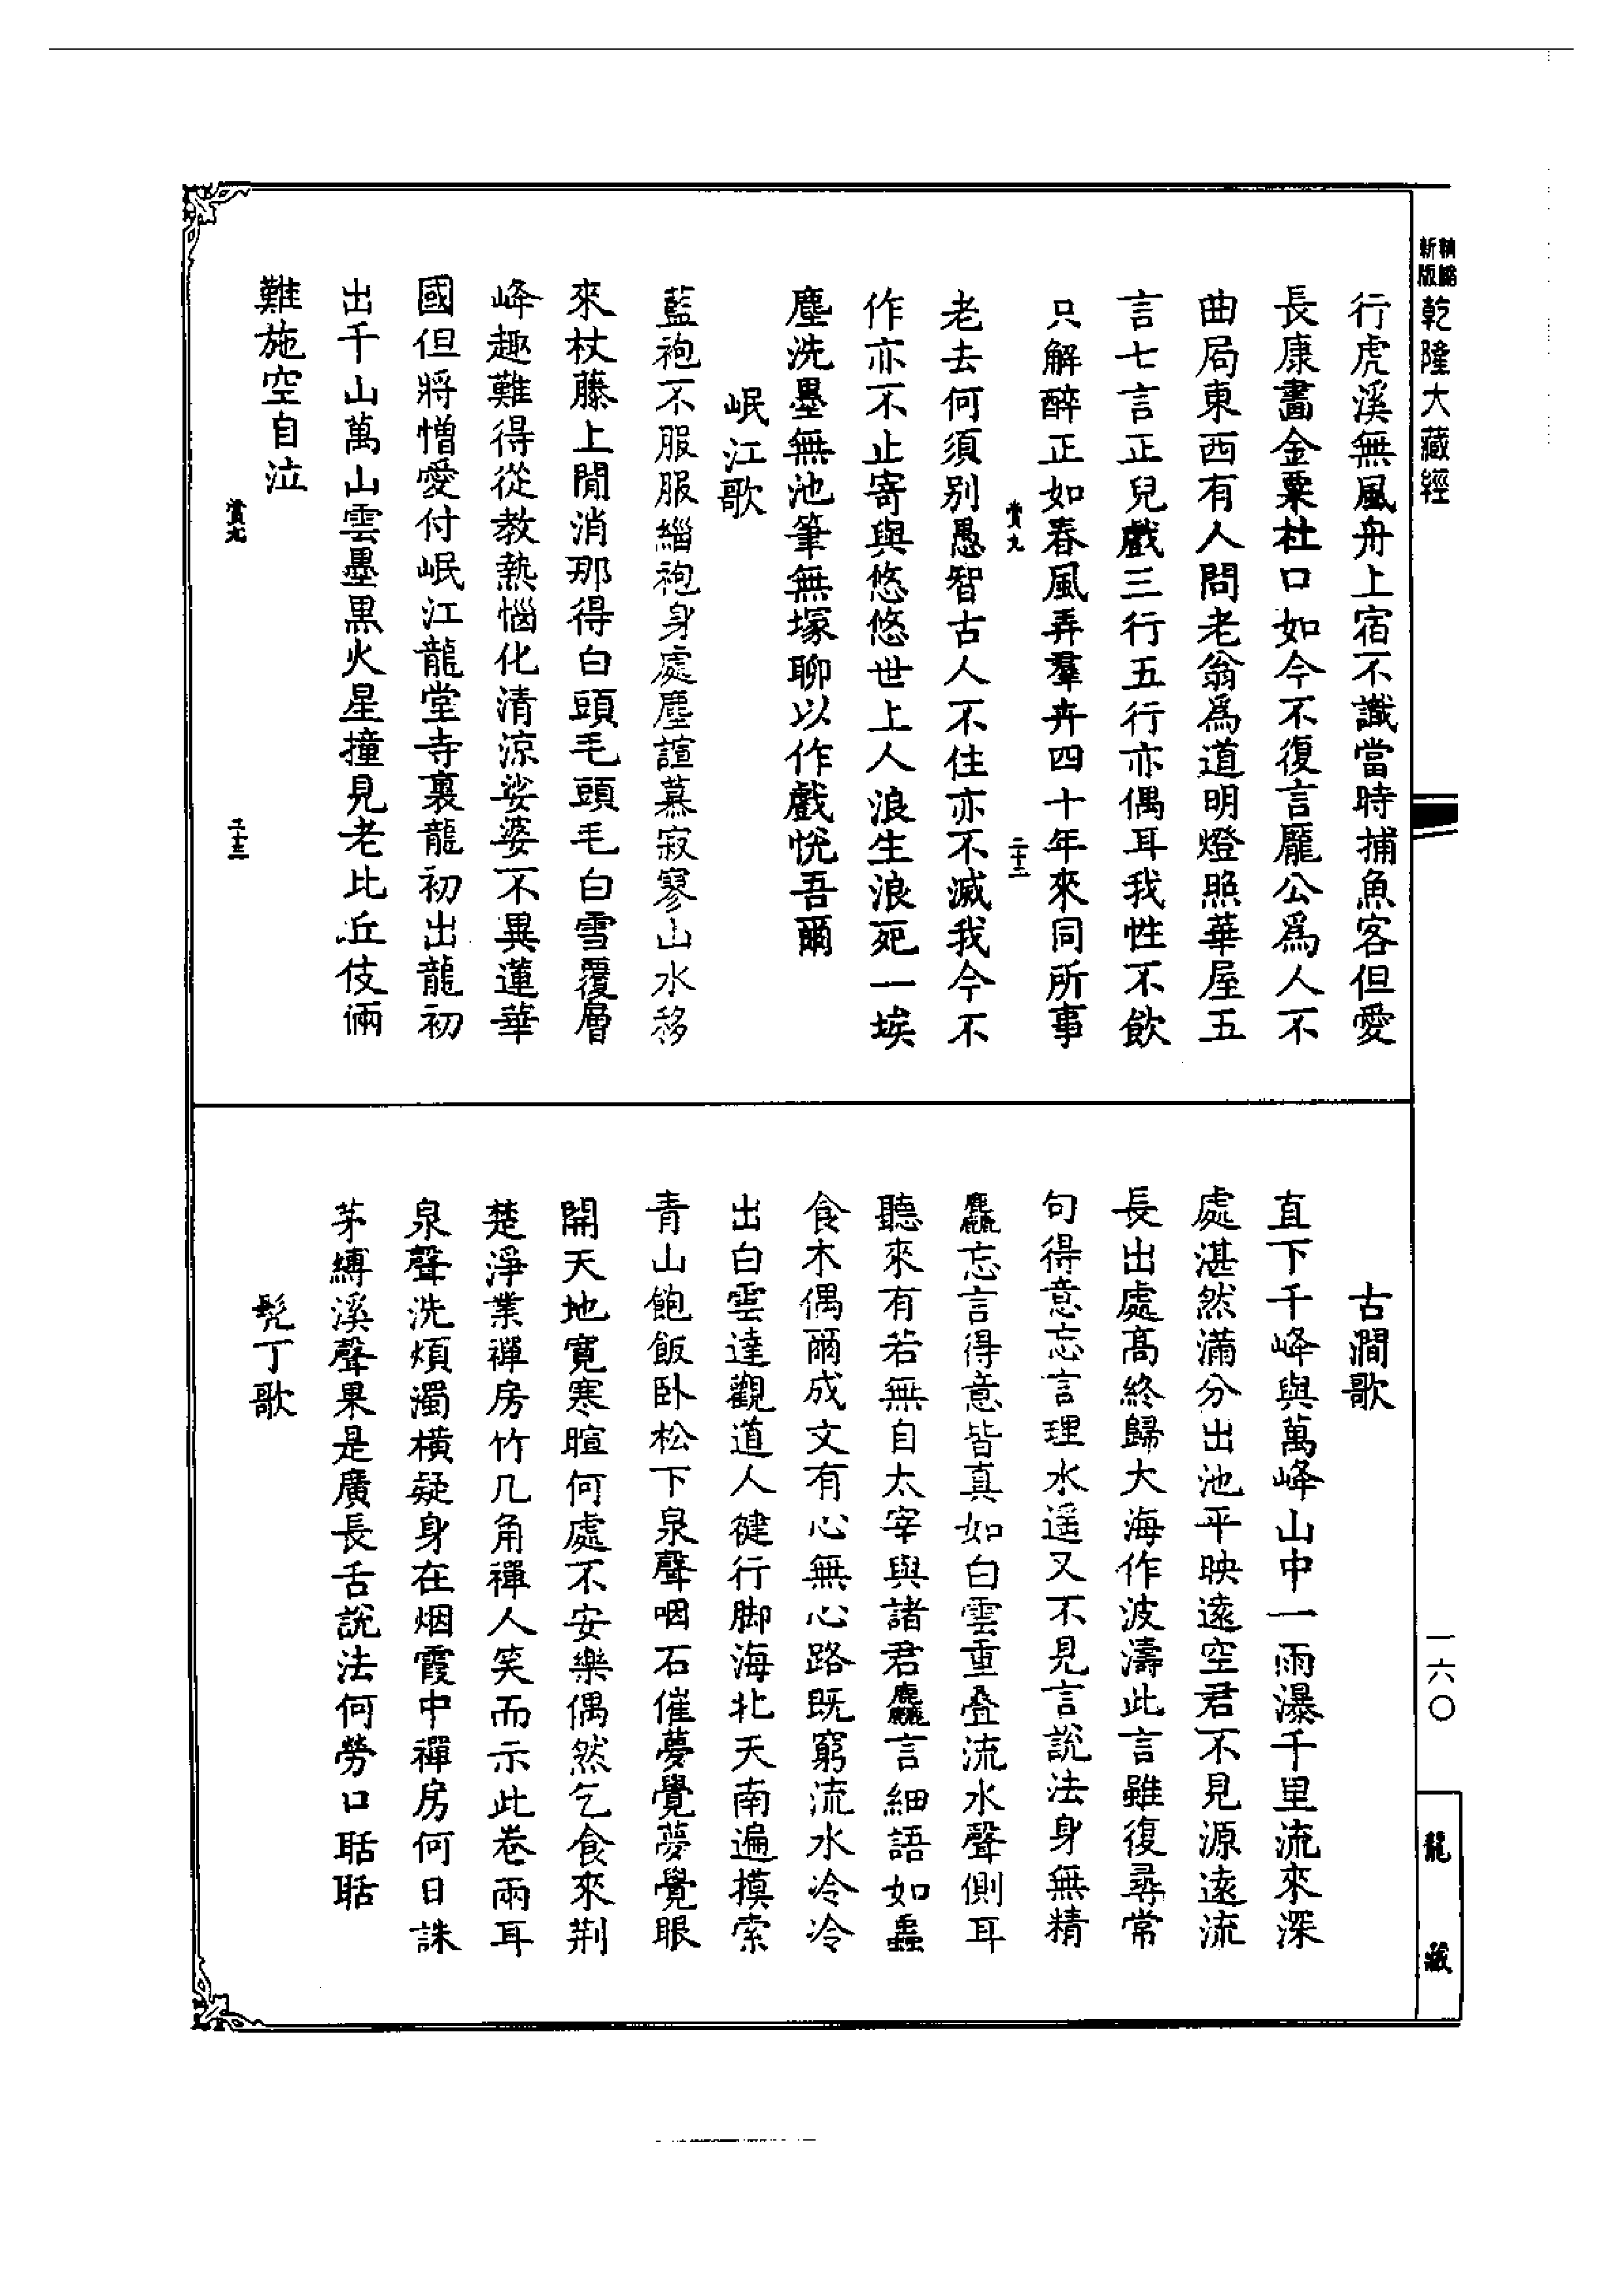 新版
乾隆大藏經
行虎溪無風舟上宿不識當時捕魚客但愛
長康畵金粟杜口如今不復言龐公爲人不
曲局東西有人問老翁爲道明燈照華屋五
言七言正兒戲三行五行亦偶耳我性不飲
只解醉正如春風弄羣卉四十年來同所事
賞九
二十二
老去何須别愚智古人不住亦不滅我今不
作亦不止寄與悠悠世上人浪生浪死一埃
塵洗墨無池筆無塚聊以作戲悦吾爾
岷江歌
藍袍不服服緇袍身處塵諠慕寂寥山水移
來杖藤上閒消那得白頭毛頭毛白雪覆層
峰趣難得從教熱惱化清涼娑婆不異蓮華
國但將憎愛付岷江龍堂寺裏龍初出龍初
出千山萬山雲墨黑火星撞見老比丘伎倆
難施空自泣
賞九
二十三
古澗歌
直下千峰與萬峰山中一雨瀑千里流來深
處湛然滿分出池平映遠空君不見源遠流
長出處高終歸大海作波濤此言雖復尋常
句得意忘言理水遥又不見言說法身無精
麤忘言得意皆真如白雲重叠流水聲側耳
聽來有若無自太宰與諸君麤言細語如蟲
食木偶爾成文有心無心路既窮流水冷冷
出白雲達觀道人健行脚海北天南遍摸索
青山飽飯卧松下泉聲咽石催夢覺夢覺眼
開天地寬寒暄何處不安樂偶然乞食來荆
楚淨業禪房竹几角禪人笑而示此卷兩耳
泉聲洗煩濁橫疑身在烟霞中禪房何日誅
茅縛溪聲果是廣長舌說法何勞口聒聒
髡丁歌
一六〇
龍藏